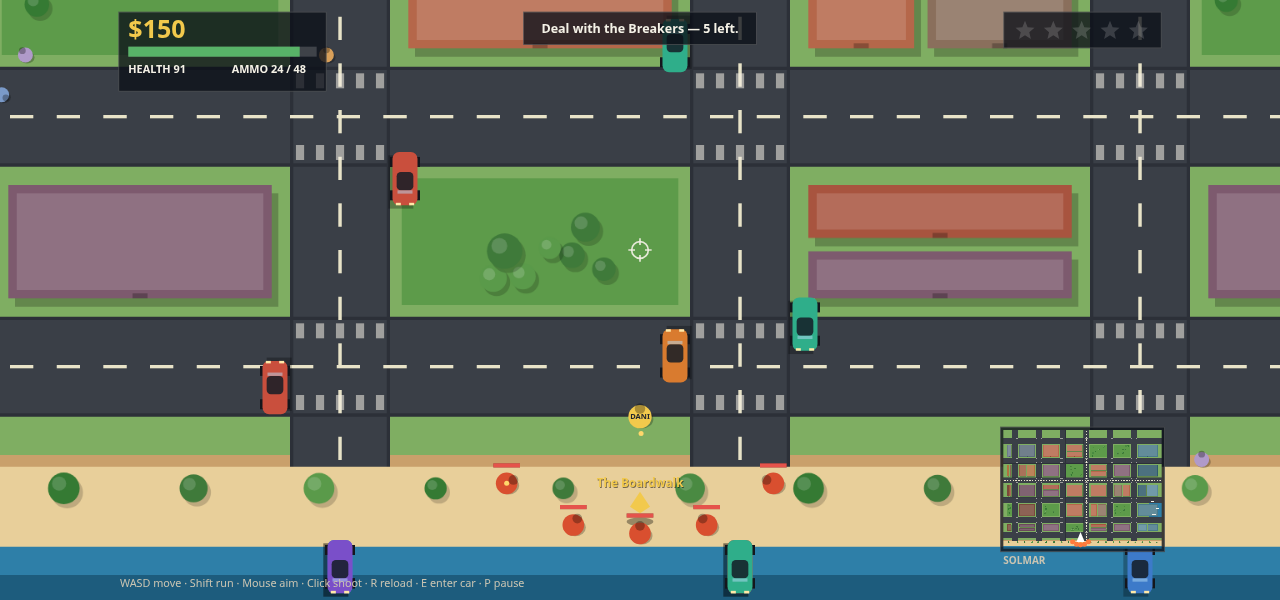 $150
HEALTH 91 AMMO 24 / 48
Deal with the Breakers — 5 left.
DANI
The Boardwalk
SOLMAR
WASD move · Shift run · Mouse aim · Click shoot · R reload · E enter car · P pause